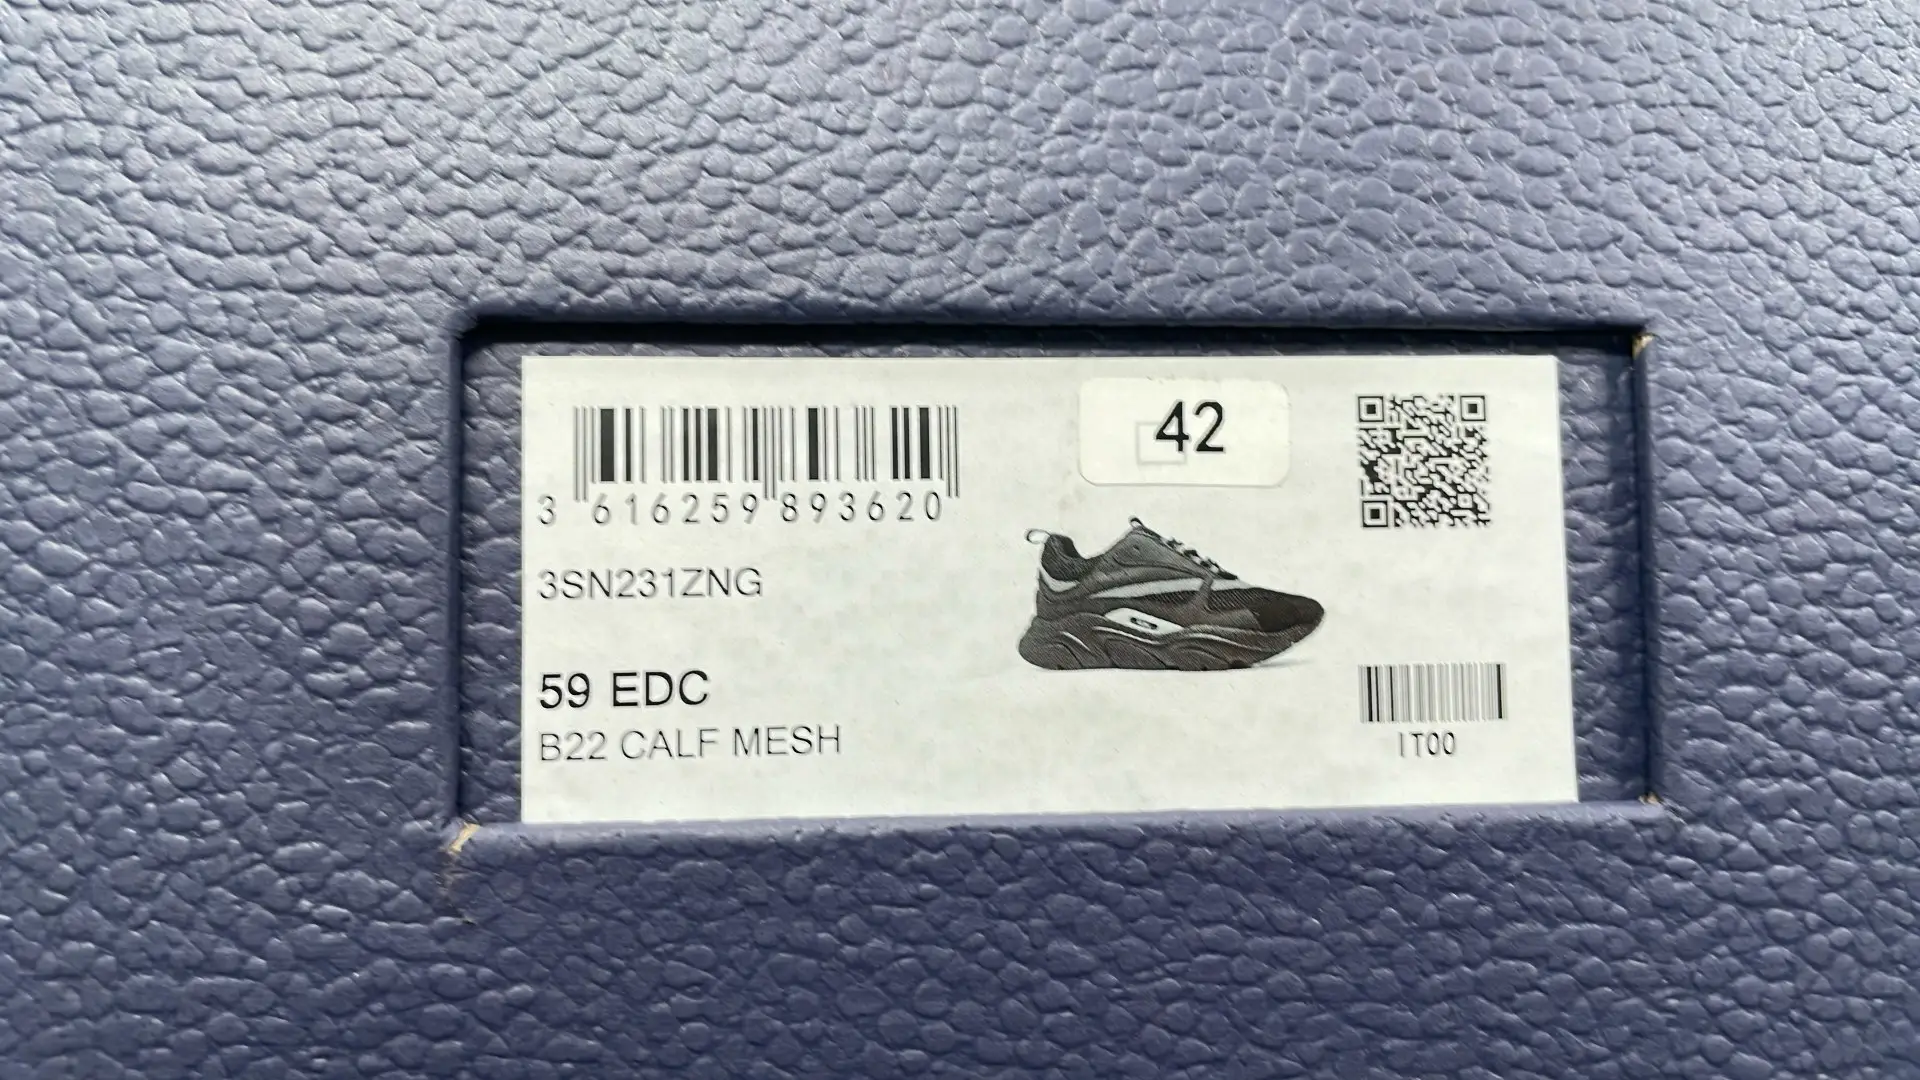 42
3 616259 893620
3SN231ZNG
59 EDC
B22 CALF MESH
IT00